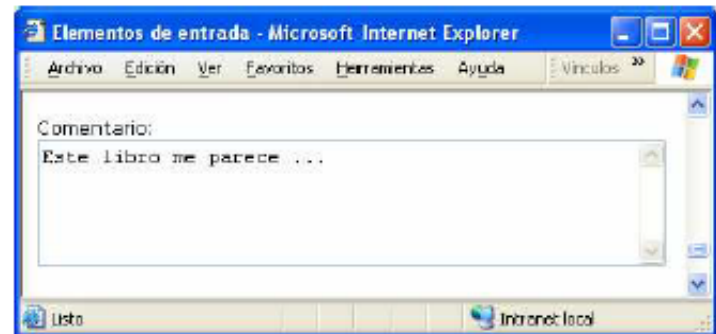 Elementos de entrada - Microsoft Internet Explorer
Archivo Edición Ver Favoritos Herramientas Ayuda Vínculos »
Comentario:
Este libro me parece ...
Listo Intranet local